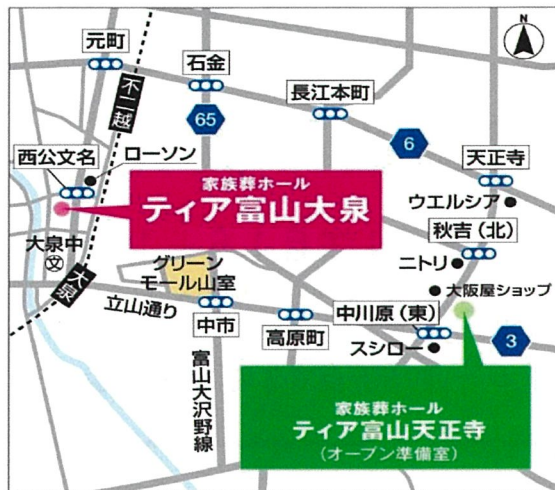 N
元町
石金
長江本町
不二越
65
6
西公文名
ローソン
天正寺
家族葬ホール
ティア富山大泉
ウエルシア
秋吉(北)
大泉中
文
グリーン
モール山室
ニトリ
大阪屋ショップ
大泉
立山通り
中市
高原町
中川原(東)
スシロー
3
富山大沢野線
家族葬ホール
ティア富山天正寺
(オープン準備室)